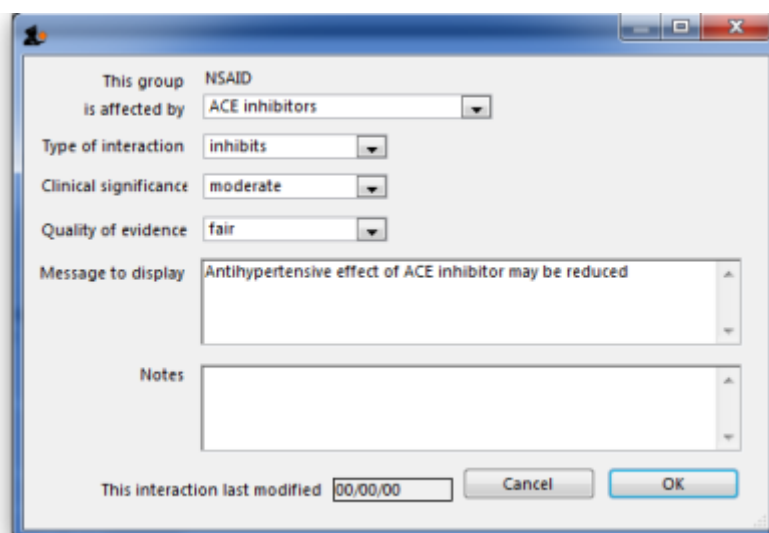 This group NSAID
is affected by ACE inhibitors
Type of interaction inhibits
Clinical significance moderate
Quality of evidence fair
Message to display Antihypertensive effect of ACE inhibitor may be reduced
Notes
This interaction last modified 00/00/00 Cancel OK